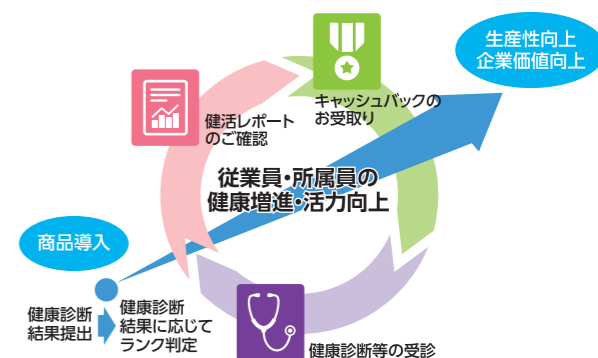 生産性向上
企業価値向上
キャッシュバックの
お受取り
健活レポート
のご確認
従業員・所属員の
健康増進・活力向上
商品導入
健康診断
結果提出
健康診断
結果に応じて
ランク判定
健康診断等の受診